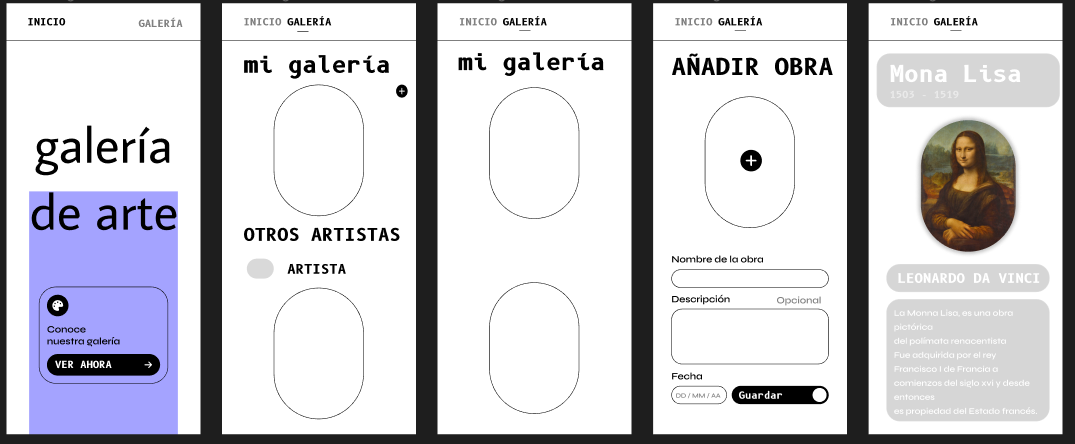 INICIO GALERÍA
galería
de arte
Conoce
nuestra galería
VER AHORA
INICIO GALERÍA
mi galería
OTROS ARTISTAS
ARTISTA
INICIO GALERÍA
mi galería
INICIO GALERÍA
AÑADIR OBRA
Nombre de la obra
Descripción Opcional
Fecha
DD / MM / AA Guardar
INICIO GALERÍA
Mona Lisa
1503 - 1519
LEONARDO DA VINCI
La Monna Lisa, es una obra
pictórica
del polímata renacentista
Fue adquirida por el rey
Francisco I de Francia a
comienzos del siglo xvi y desde
entonces
es propiedad del Estado francés.